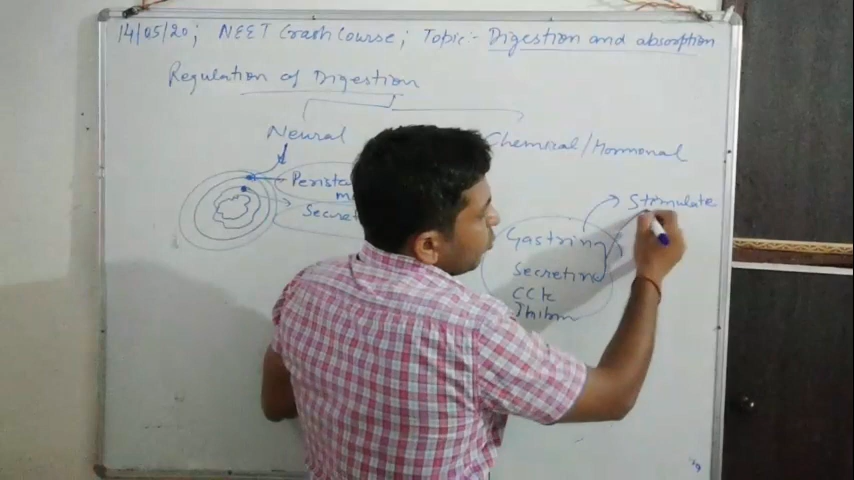 14/05/20; NEET Crash Course; Topic:- Digestion and absorption
Regulation of Digestion
Neural
Chemical/Hormonal
Perista
m
Secret
Stimulate
Gastrin
Secretin
CCk